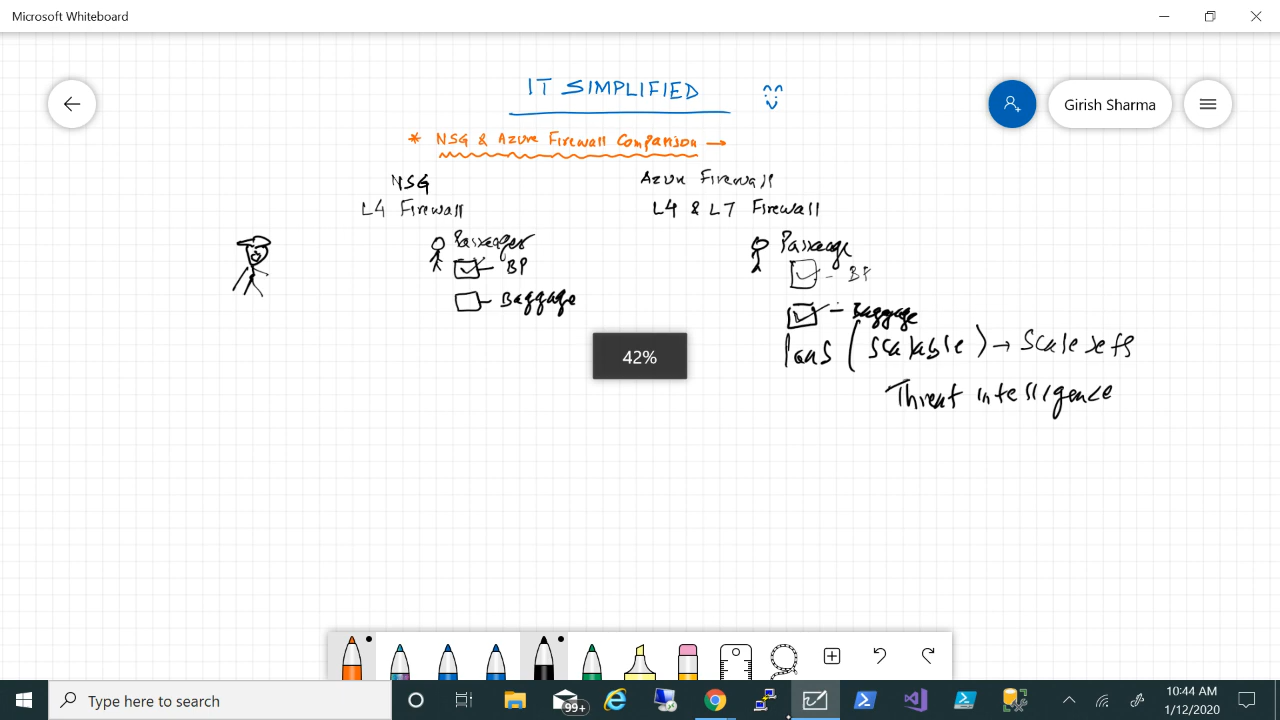 Microsoft Whiteboard
IT SIMPLIFIED
Girish Sharma
* NSG & Azure Firewall Comparison →
NSG
L4 Firewall
Passenger
BP
Baggage
Azure Firewall
L4 & L7 Firewall
Passenge
BP
Baggage
PaaS (Scalable) → Scale sets
Threat intelligence
42%
Type here to search
99+
10:44 AM
1/12/2020